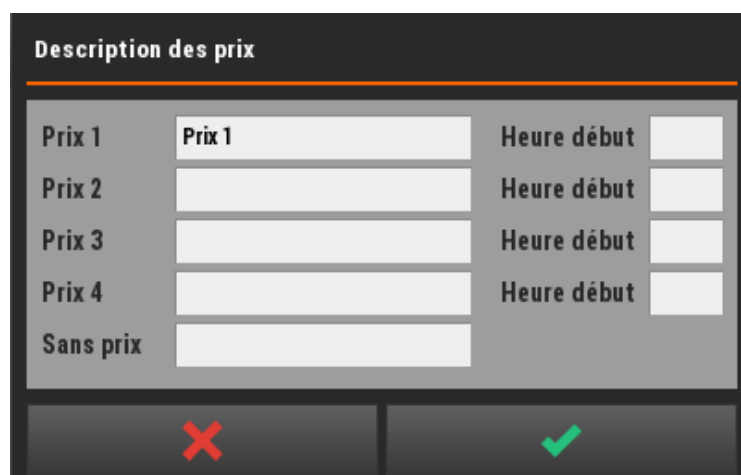 Description des prix
Prix 1 Prix 1 Heure début
Prix 2 Heure début
Prix 3 Heure début
Prix 4 Heure début
Sans prix